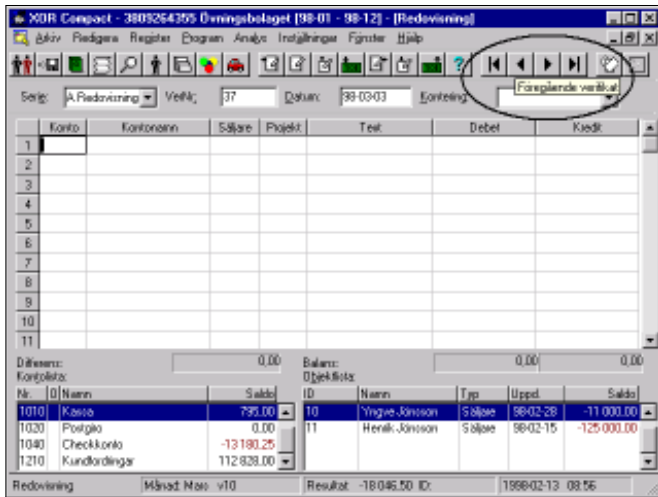 XOR Compact - 3809264355 Övningsbolaget [98-01 - 98-12] - [Redovisning]
Arkiv Redigera Register Program Analys Inställningar Fönster Hjälp
Föregående verifikat
Serie: A Redovisning VerNr: 37 Datum: 98-03-03 Kontering:
Konto Kontonamn Säljare Projekt Text Debet Kredit
1
2
3
4
5
6
7
8
9
10
11
Differens: 0,00 Balans: 0,00 0,00
Kontolista: Objektlista:
Nr. Namn Saldo ID Namn Typ Uppd. Saldo
1010 Kassa 795.00 10 Yngve Jönsson Säljare 98-02-28 -11 000.00
1020 Postgiro 0.00 11 Henrik Jönsson Säljare 98-02-15 -125 000.00
1040 Checkkonto -13 180.25
1210 Kundfordringar 112 828.00
Redovisning Månad: Mars v10 Resultat -18 046.50 ID: 1998-02-13 08:56